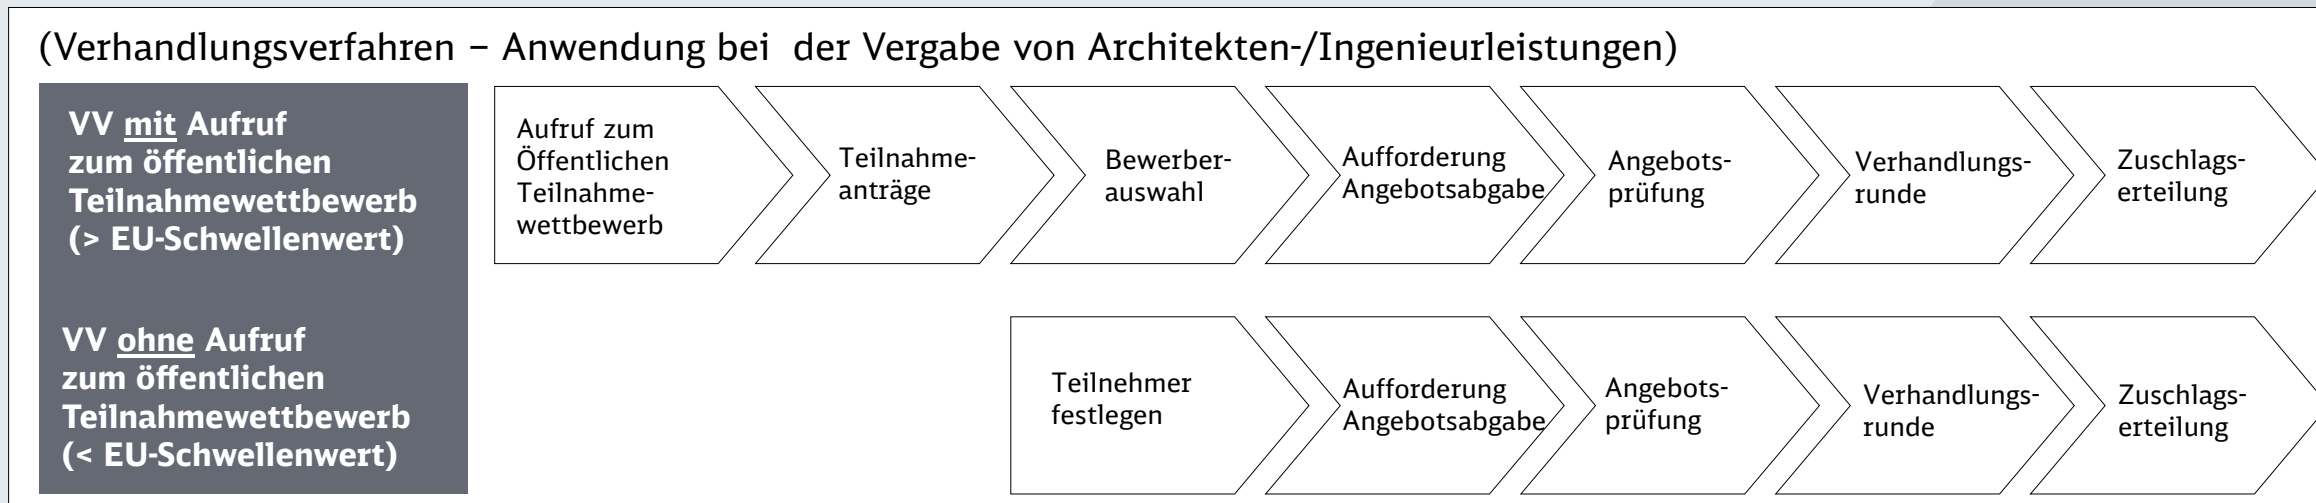 (Verhandlungsverfahren – Anwendung bei der Vergabe von Architekten-/Ingenieurleistungen)
VV mit Aufruf
zum öffentlichen
Teilnahmewettbewerb
(> EU-Schwellenwert)
Aufruf zum
Öffentlichen
Teilnahme-
wettbewerb
Teilnahme-
anträge
Bewerber-
auswahl
Aufforderung
Angebotsabgabe
Angebots-
prüfung
Verhandlungs-
runde
Zuschlags-
erteilung
VV ohne Aufruf
zum öffentlichen
Teilnahmewettbewerb
(< EU-Schwellenwert)
Teilnehmer
festlegen
Aufforderung
Angebotsabgabe
Angebots-
prüfung
Verhandlungs-
runde
Zuschlags-
erteilung